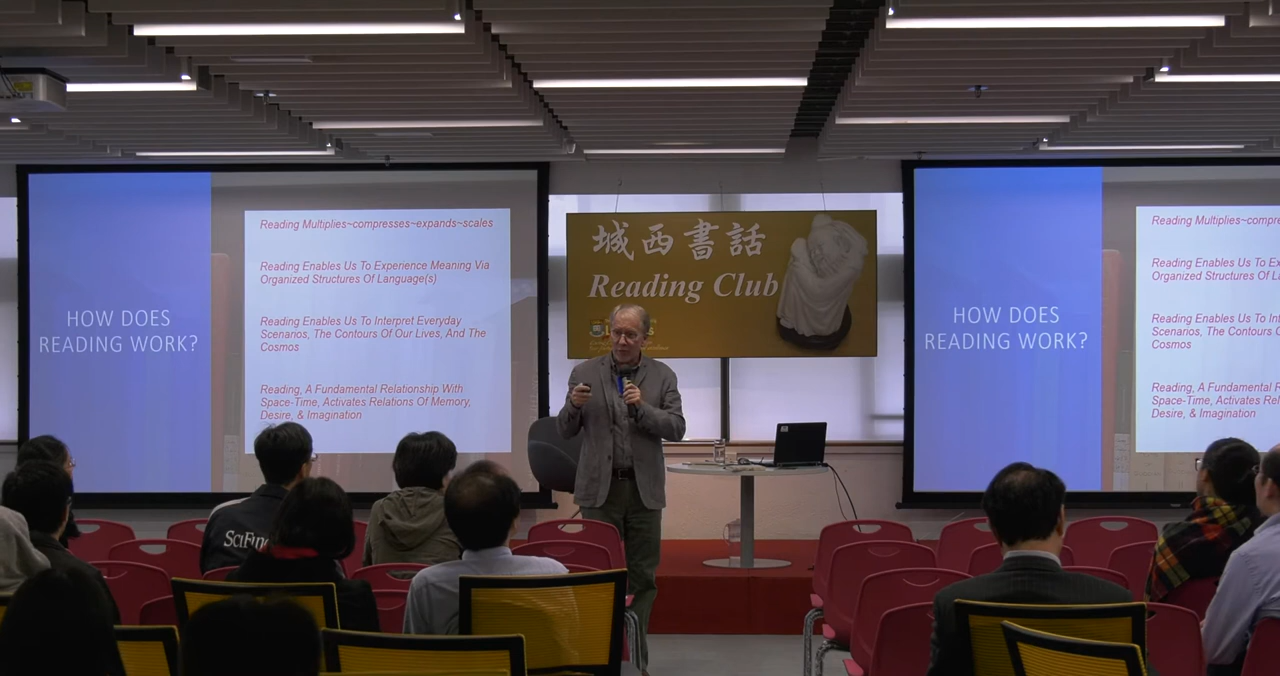 HOW DOES
READING WORK?
Reading Multiplies~compresses~expands~scales
Reading Enables Us To Experience Meaning Via
Organized Structures Of Language(s)
Reading Enables Us To Interpret Everyday
Scenarios, The Contours Of Our Lives, And The
Cosmos
Reading, A Fundamental Relationship With
Space-Time, Activates Relations Of Memory,
Desire, & Imagination
城西書話
Reading Club
SciFin
HOW DOES
READING WORK?
Reading Multiplies~compre
Reading Enables Us To Ex
Organized Structures Of La
Reading Enables Us To Int
Scenarios, The Contours O
Cosmos
Reading, A Fundamental R
Space-Time, Activates Rel
Desire, & Imagination